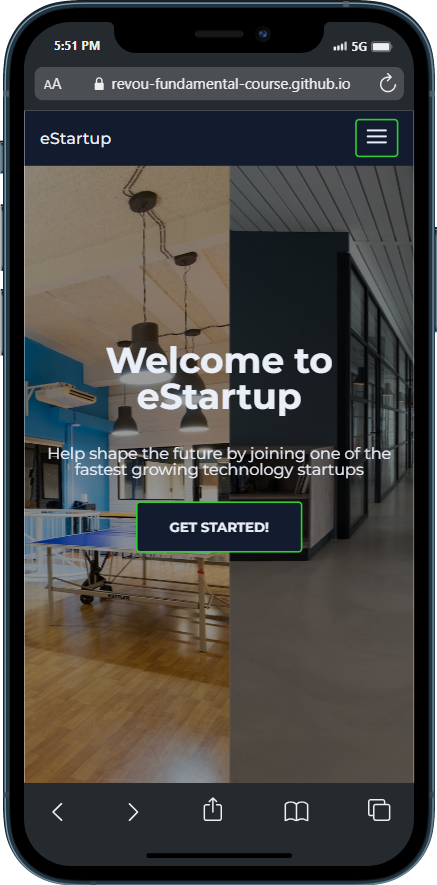 5:51 PM
5G
AA
revou-fundamental-course.github.io
eStartup
Welcome to
eStartup
Help shape the future by joining one of the
fastest growing technology startups
GET STARTED!